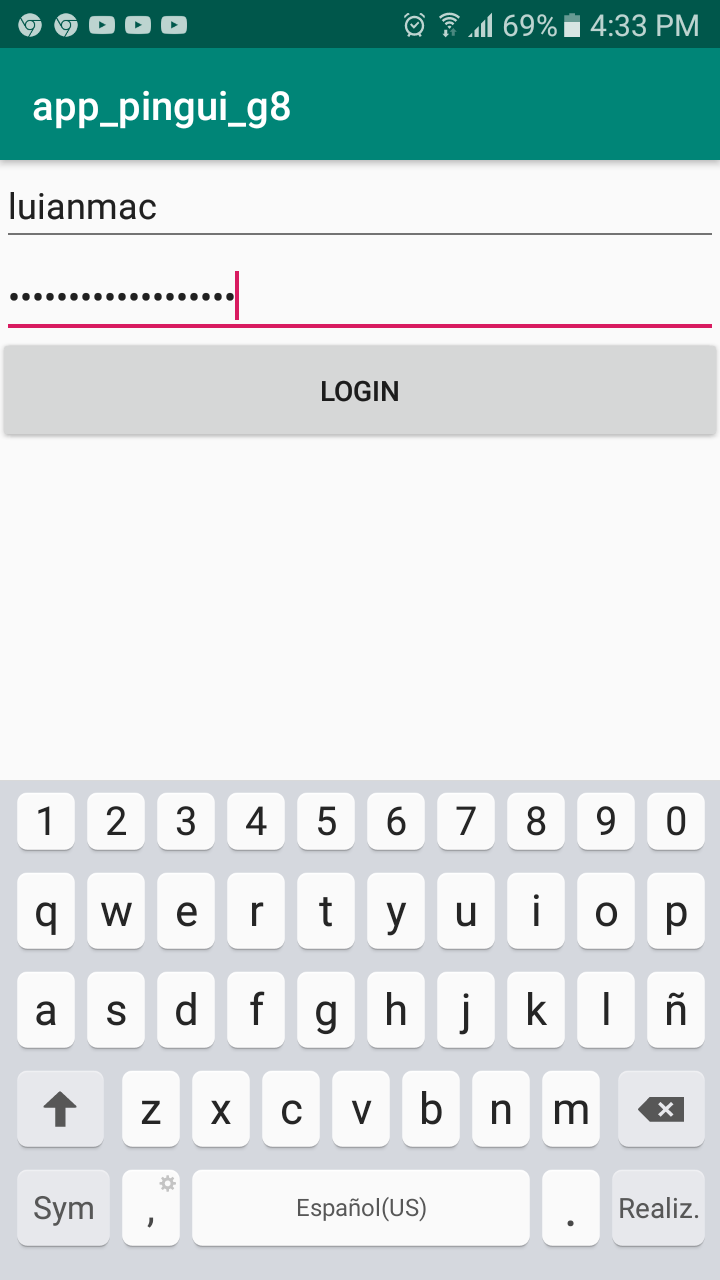 69% 4:33 PM
app_pingui_g8
luianmac
•••••••••••••••••••
LOGIN
1 2 3 4 5 6 7 8 9 0
q w e r t y u i o p
a s d f g h j k l ñ
z x c v b n m
Sym , Español(US) . Realiz.